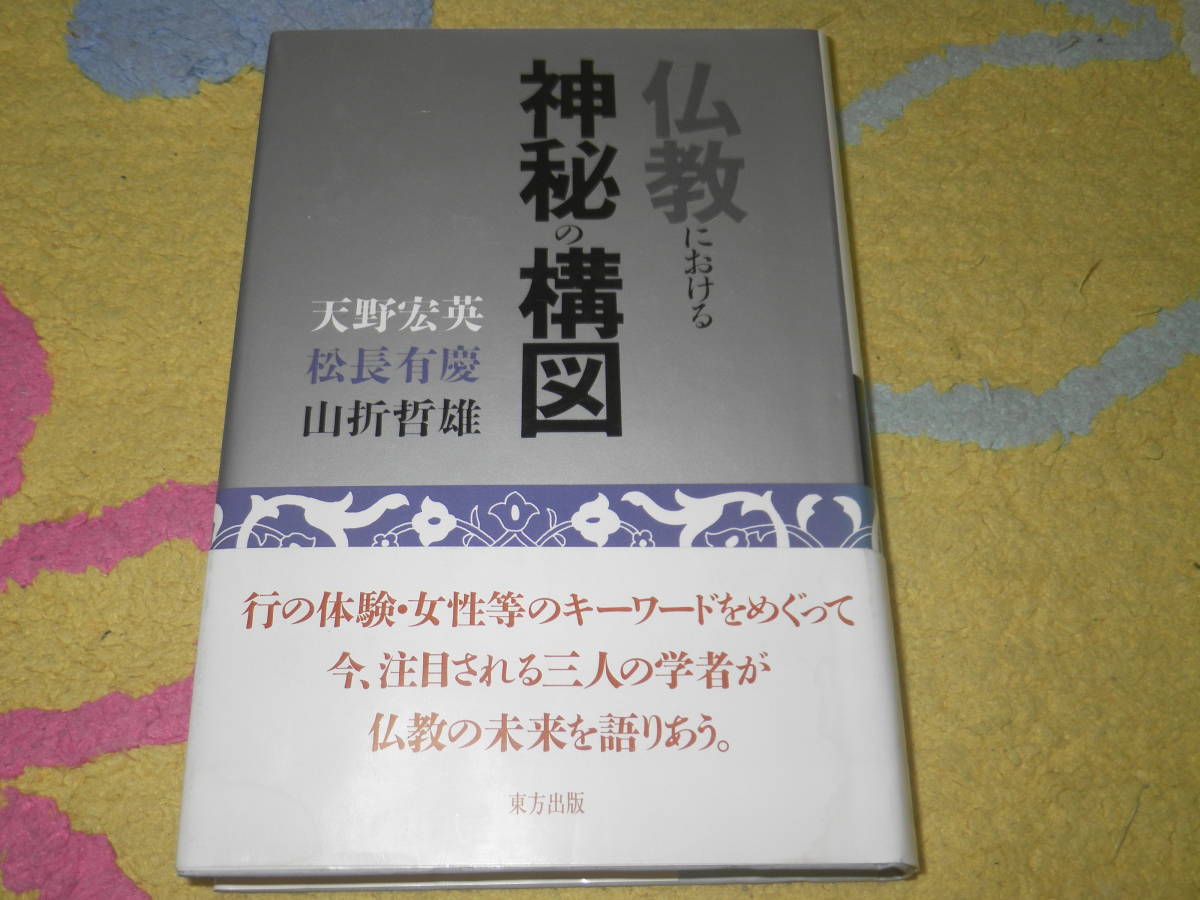 仏教における
神秘の構図
天野宏英
松長有慶
山折哲雄
行の体験・女性等のキーワードをめぐって
今、注目される三人の学者が
仏教の未来を語りあう。
東方出版